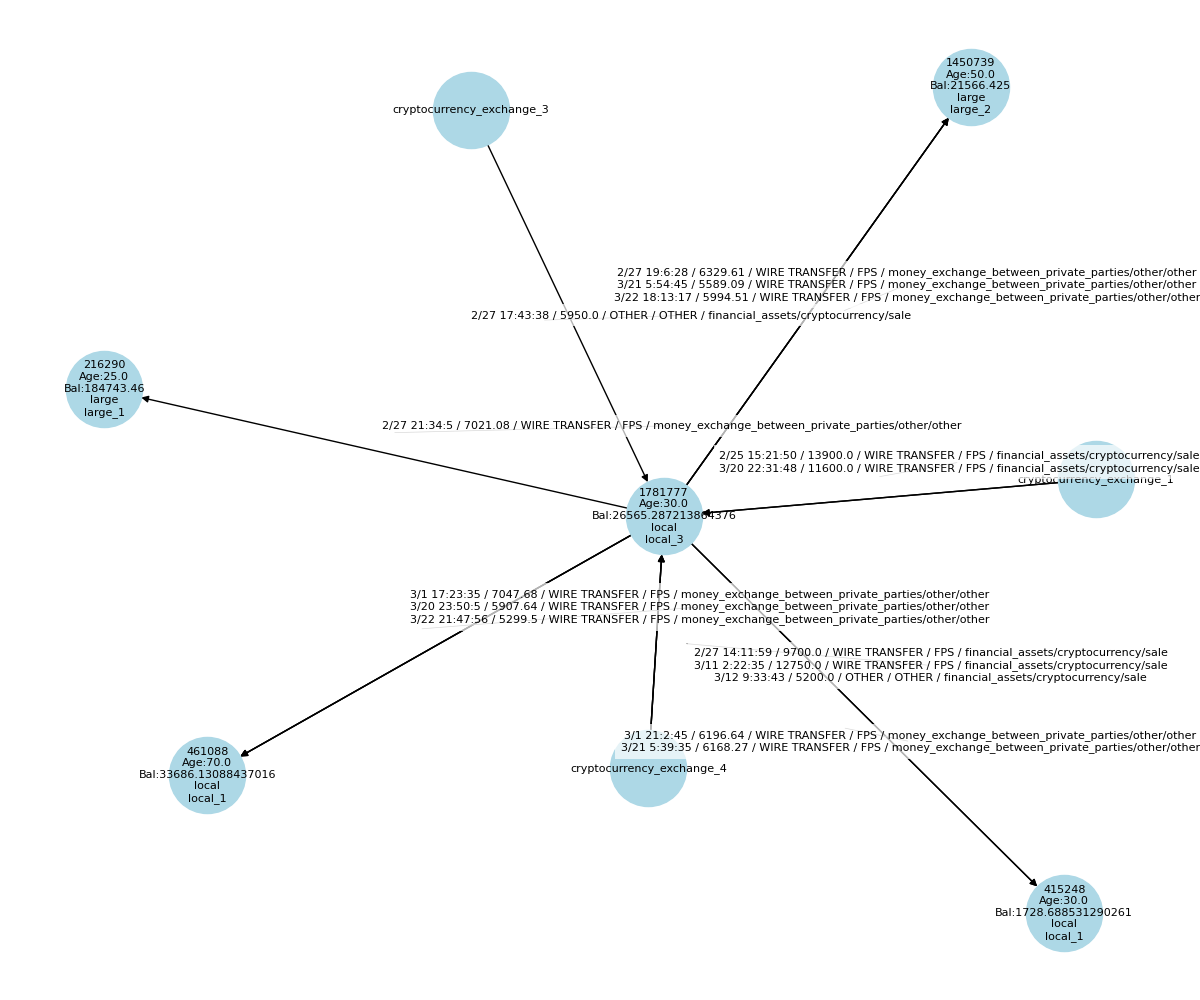 1450739
Age:50.0
Bal:21566.425
large
large_2
cryptocurrency_exchange_3
2/27 19:6:28 / 6329.61 / WIRE TRANSFER / FPS / money_exchange_between_private_parties/other/other
3/21 5:54:45 / 5589.09 / WIRE TRANSFER / FPS / money_exchange_between_private_parties/other/other
3/22 18:13:17 / 5994.51 / WIRE TRANSFER / FPS / money_exchange_between_private_parties/other/other
2/27 17:43:38 / 5950.0 / OTHER / OTHER / financial_assets/cryptocurrency/sale
216290
Age:25.0
Bal:184743.46
large
large_1
2/27 21:34:5 / 7021.08 / WIRE TRANSFER / FPS / money_exchange_between_private_parties/other/other
2/25 15:21:50 / 13900.0 / WIRE TRANSFER / FPS / financial_assets/cryptocurrency/sale
3/20 22:31:48 / 11600.0 / WIRE TRANSFER / FPS / financial_assets/cryptocurrency/sale
cryptocurrency_exchange_1
1781777
Age:30.0
Bal:26565.287213864376
local
local_3
3/1 17:23:35 / 7047.68 / WIRE TRANSFER / FPS / money_exchange_between_private_parties/other/other
3/20 23:50:5 / 5907.64 / WIRE TRANSFER / FPS / money_exchange_between_private_parties/other/other
3/22 21:47:56 / 5299.5 / WIRE TRANSFER / FPS / money_exchange_between_private_parties/other/other
2/27 14:11:59 / 9700.0 / WIRE TRANSFER / FPS / financial_assets/cryptocurrency/sale
3/11 2:22:35 / 12750.0 / WIRE TRANSFER / FPS / financial_assets/cryptocurrency/sale
3/12 9:33:43 / 5200.0 / OTHER / OTHER / financial_assets/cryptocurrency/sale
3/1 21:2:45 / 6196.64 / WIRE TRANSFER / FPS / money_exchange_between_private_parties/other/other
3/21 5:39:35 / 6168.27 / WIRE TRANSFER / FPS / money_exchange_between_private_parties/other/other
cryptocurrency_exchange_4
461088
Age:70.0
Bal:33686.13088437016
local
local_1
415248
Age:30.0
Bal:1728.688531290261
local
local_1